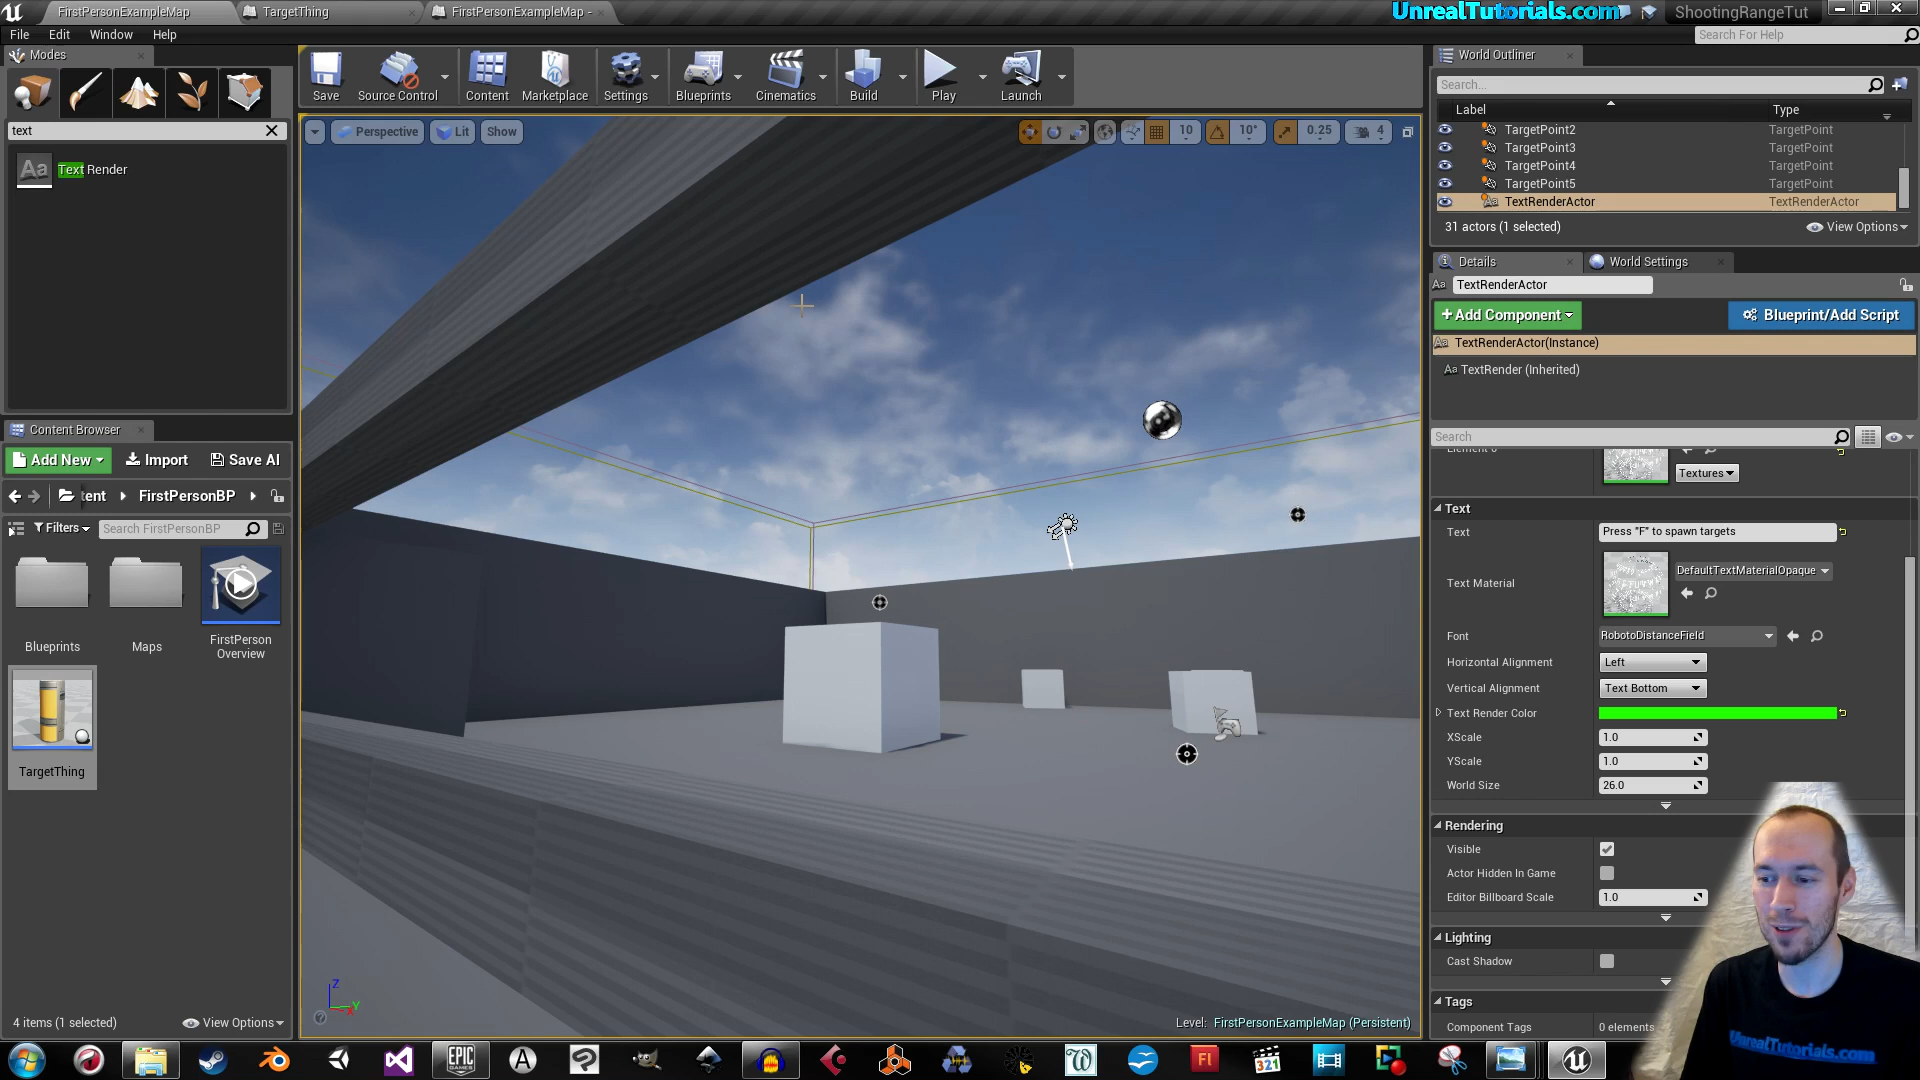 FirstPersonExampleMap
TargetThing
FirstPersonExampleMap -
UnrealTutorials.com
ShootingRangeTut
File Edit Window Help
Search For Help
Modes
text
Text Render
Save
Source Control
Content
Marketplace
Settings
Blueprints
Cinematics
Build
Play
Launch
Perspective
Lit
Show
10
10°
0.25
4
World Outliner
Search...
Label
Type
TargetPoint2 TargetPoint
TargetPoint3 TargetPoint
TargetPoint4 TargetPoint
TargetPoint5 TargetPoint
TextRenderActor TextRenderActor
31 actors (1 selected)
View Options
Details
World Settings
TextRenderActor
+Add Component
Blueprint/Add Script
TextRenderActor(Instance)
TextRender (Inherited)
Search
Textures
Text
Text Press "F" to spawn targets
Text Material
DefaultTextMaterialOpaque
Font RobotoDistanceField
Horizontal Alignment Left
Vertical Alignment Text Bottom
Text Render Color
XScale 1.0
YScale 1.0
World Size 26.0
Rendering
Visible
Actor Hidden In Game
Editor Billboard Scale 1.0
Lighting
Cast Shadow
Tags
Component Tags 0 elements
Content Browser
Add New
Import
Save Al
tent
FirstPersonBP
Filters
Search FirstPersonBP
Blueprints
Maps
FirstPerson
Overview
TargetThing
4 items (1 selected)
View Options
Z
Y
X
Level: FirstPersonExampleMap (Persistent)
EPIC
GAMES
Fl
321
UnrealTutorials.com